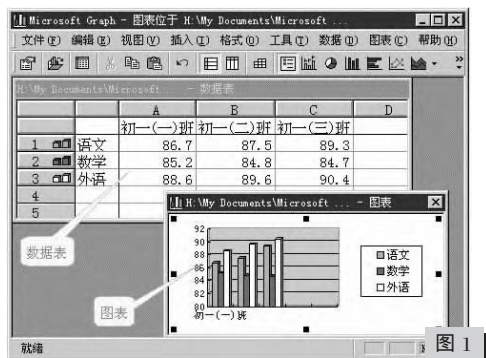 Microsoft Graph - 图表位于 H:\My Documents\Microsoft ...
文件(F) 编辑(E) 视图(V) 插入(I) 格式(O) 工具(T) 数据(D) 图表(C) 帮助(H)
H:\My Documents\Microsoft ... - 数据表
A B C D
初一(一)班 初一(二)班 初一(三)班
1 语文 86.7 87.5 89.3
2 数学 85.2 84.8 84.7
3 外语 88.6 89.6 90.4
4
5
H:\My Documents\Microsoft ... - 图表
92
90
88
86
84
82
80
初一(一)班
语文
数学
外语
数据表
图表
就绪
图 1